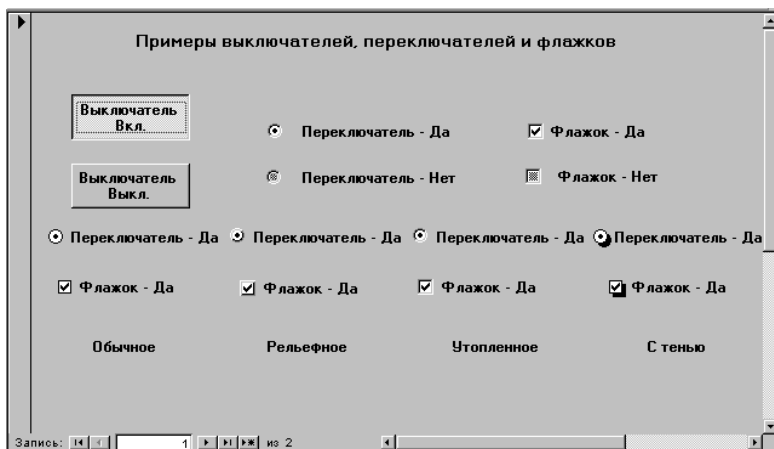 Примеры выключателей, переключателей и флажков
Выключатель
Вкл.
Переключатель - Да
Флажок - Да
Выключатель
Выкл.
Переключатель - Нет
Флажок - Нет
Переключатель - Да
Переключатель - Да
Переключатель - Да
Переключатель - Да
Флажок - Да
Флажок - Да
Флажок - Да
Флажок - Да
Обычное
Рельефное
Утопленное
С тенью
Запись: 1 из 2